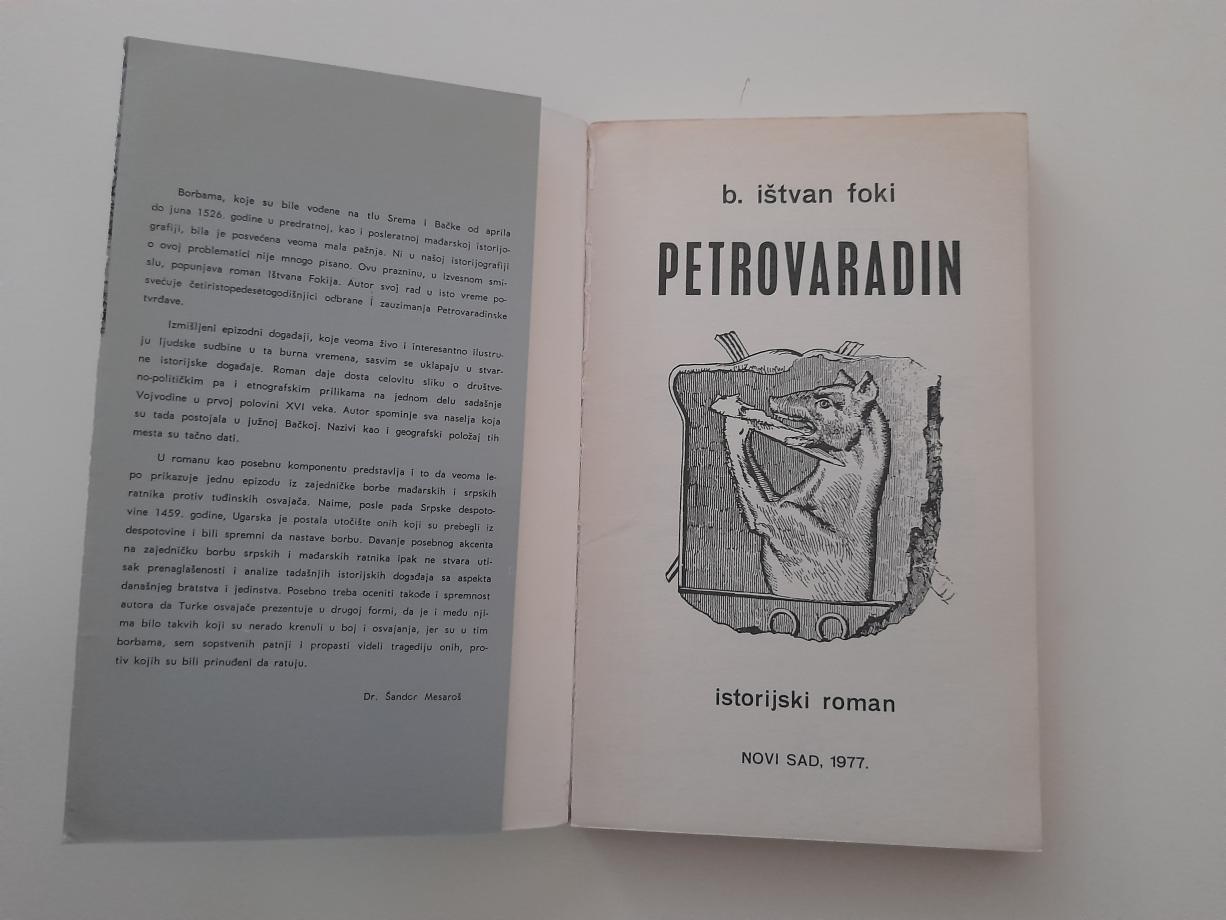 Borbama, koje su bile vođene na tlu Srema i Bačke od aprila
do juna 1526. godine u predratnoj, kao i posleratnoj mađarskoj istorijo-
grafiji, bila je posvećena veoma mala pažnja. Ni u našoj istorijografiji
o ovoj problematici nije mnogo pisano. Ovu prazninu, u izvesnom smi-
slu, popunjava roman Ištvana Fokija. Autor svoj rad u isto vreme po-
svećuje četiristopedesetogodišnjici odbrane i zauzimanja Petrovaradinske
tvrđave.
Izmišljeni epizodni događaji, koje veoma živo i interesantno ilustru-
ju ljudske sudbine u ta burna vremena, sasvim se uklapaju u stvar-
ne istorijske događaje. Roman daje dosta celovitu sliku o društve-
no-političkim pa i etnografskim prilikama na jednom delu sadašnje
Vojvodine u prvoj polovini XVI veka. Autor spominje sva naselja koja
su tada postojala u južnoj Bačkoj. Nazivi kao i geografski položaj tih
mesta su tačno dati.
U romanu kao posebnu komponentu predstavlja i to da veoma le-
po prikazuje jednu epizodu iz zajedničke borbe mađarskih i srpskih
ratnika protiv tuđinskih osvajača. Naime, posle pada Srpske despoto-
vine 1459. godine, Ugarska je postala utočište onih koji su prebegli iz
despotovine i bili spremni da nastave borbu. Davanje posebnog akcenta
na zajedničku borbu srpskih i mađarskih ratnika ipak ne stvara uti-
sak prenaglašenosti i analize tadašnjih istorijskih događaja sa aspekta
današnjeg bratstva i jedinstva. Posebno treba oceniti takođe i spremnost
autora da Turke osvajače prezentuje u drugoj formi, da je i među nji-
ma bilo takvih koji su nerado krenuli u boj i osvajanja, jer su u tim
borbama, sem sopstvenih patnji i propasti videli tragediju onih, pro-
tiv kojih su bili prinuđeni da ratuju.
Dr. Šandor Mesaroš
b. ištvan foki
PETROVARADIN
istorijski roman
NOVI SAD, 1977.